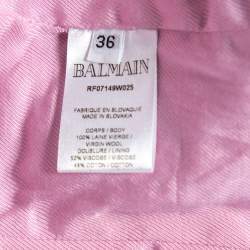 36
BALMAIN
RF07149W025
FABRIQUE EN SLOVAQUIE
MADE IN SLOVAKIA
CORPS / BODY
100% LAINE VIERGE /
VIRGIN WOOL
DOUBLURE / LINING
52% VISCOSE / VISCOSE
48% COTON / COTTON